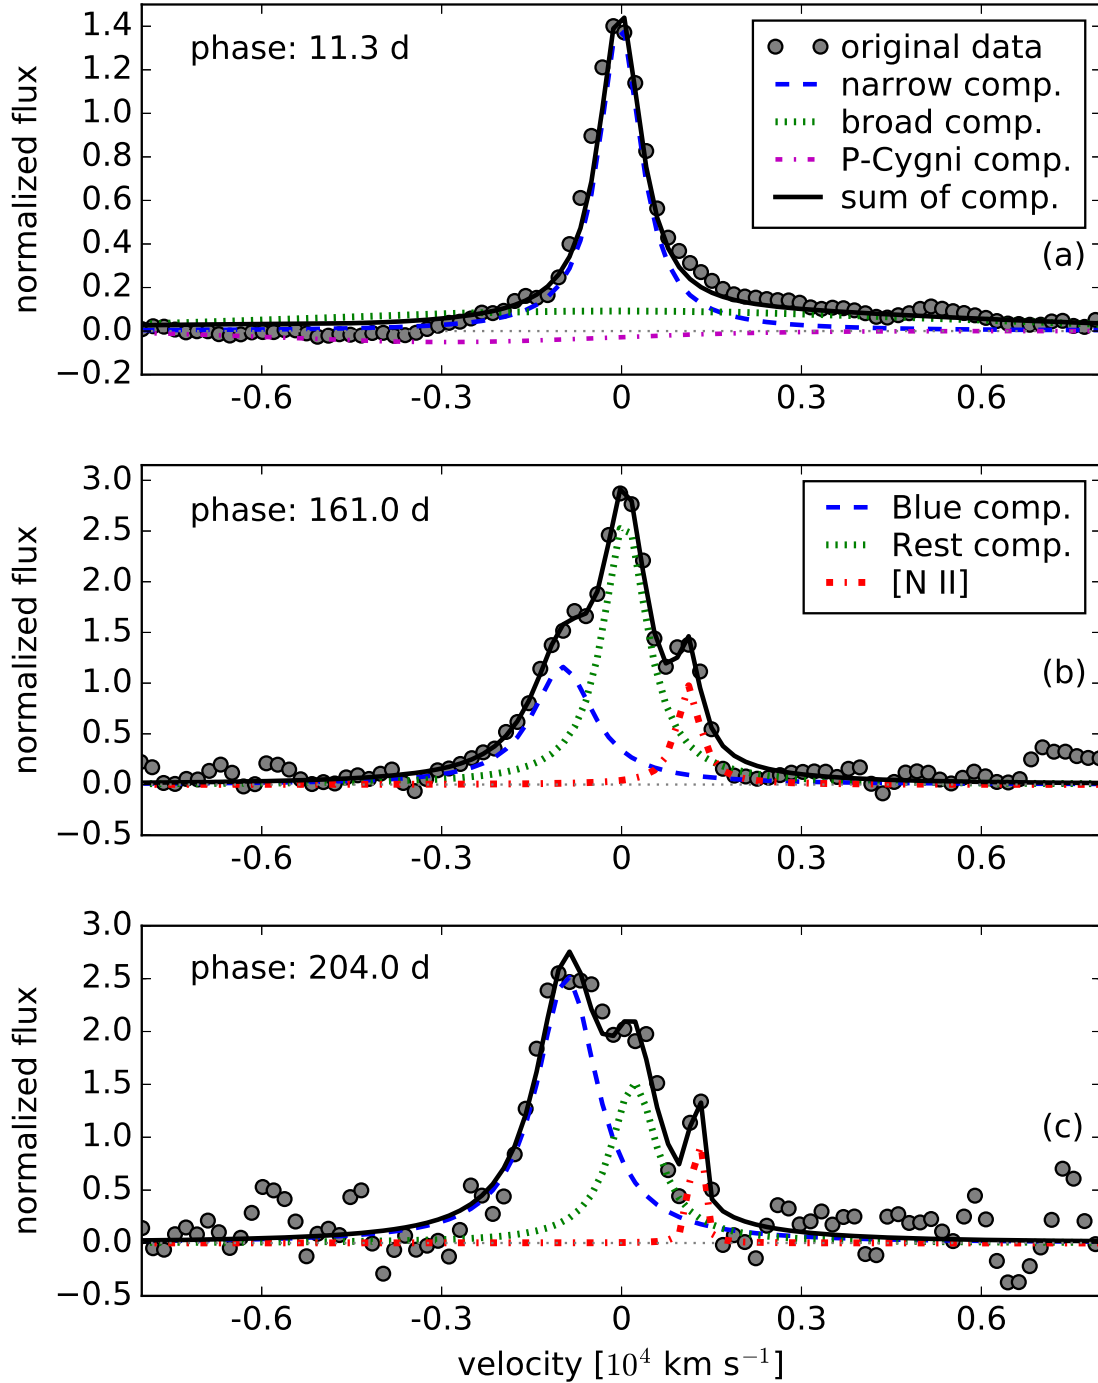 normalized flux
1.4
1.2
1.0
0.8
0.6
0.4
0.2
0.0
−0.2
phase: 11.3 d
original data
narrow comp.
broad comp.
P-Cygni comp.
sum of comp.
(a)
-0.6 -0.3 0 0.3 0.6
normalized flux
3.0
2.5
2.0
1.5
1.0
0.5
0.0
−0.5
phase: 161.0 d
Blue comp.
Rest comp.
[N II]
(b)
-0.6 -0.3 0 0.3 0.6
normalized flux
3.0
2.5
2.0
1.5
1.0
0.5
0.0
−0.5
phase: 204.0 d
(c)
-0.6 -0.3 0 0.3 0.6
velocity [10⁴ km s⁻¹]